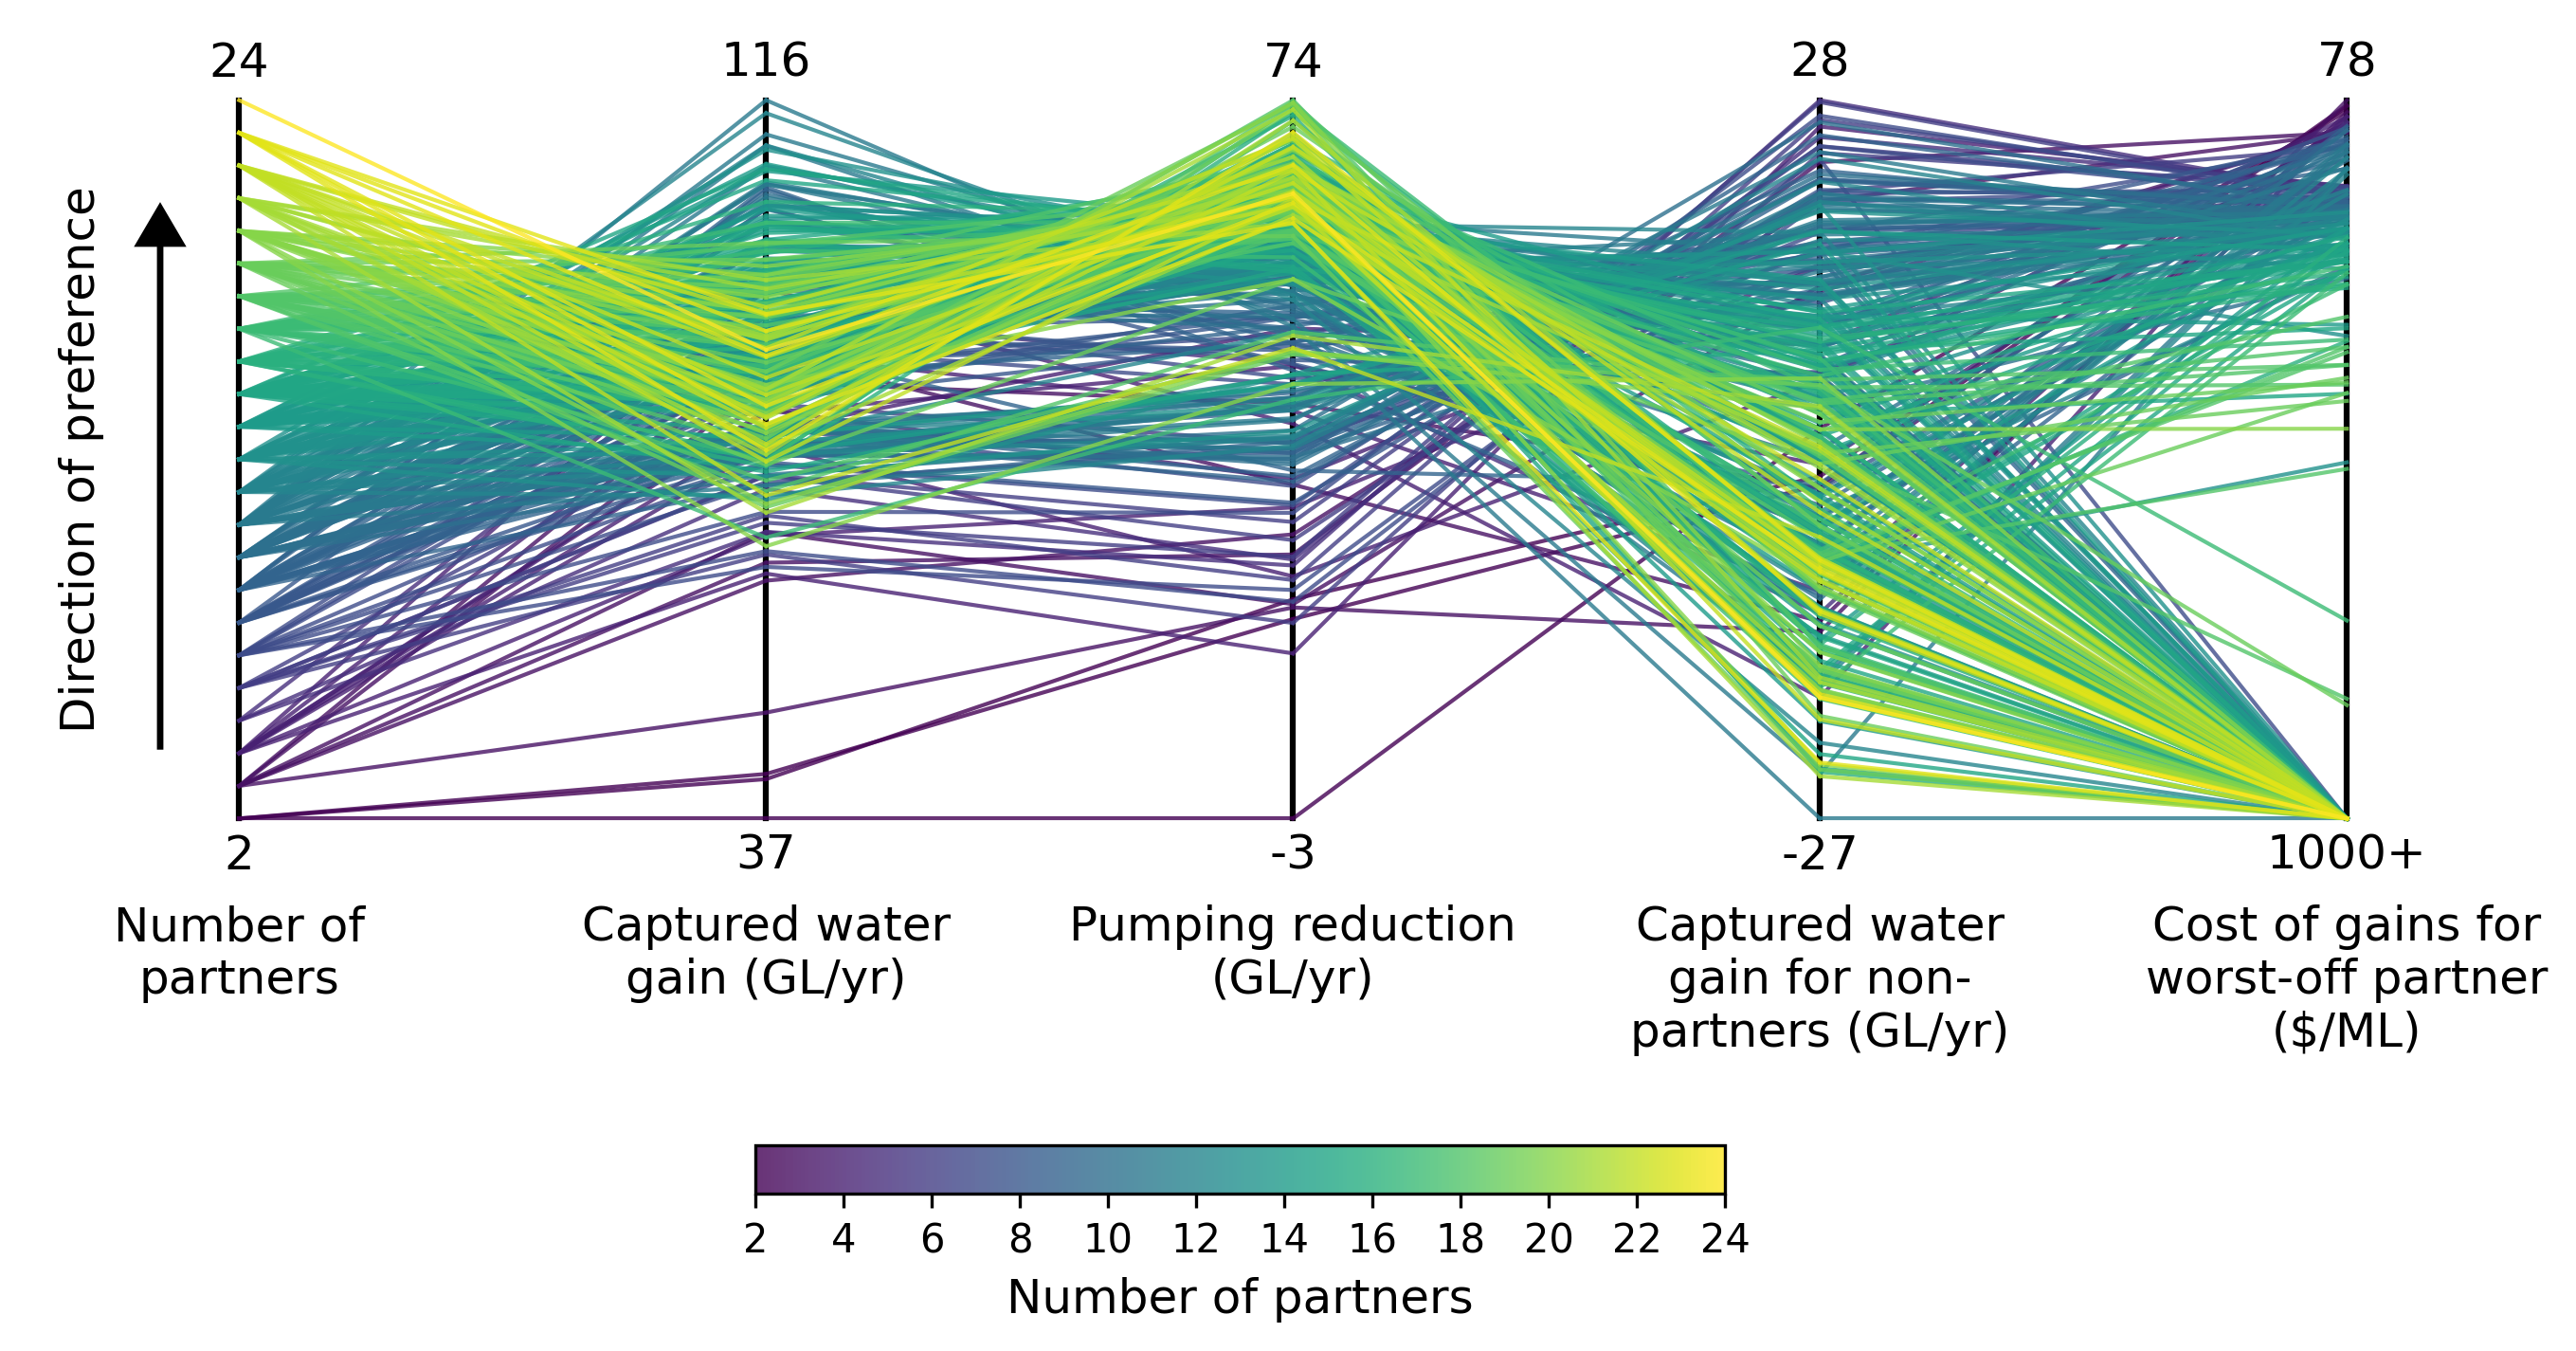 24
116
74
28
78
Direction of preference
2
37
-3
-27
1000+
Number of
partners
Captured water
gain (GL/yr)
Pumping reduction
(GL/yr)
Captured water
gain for non-
partners (GL/yr)
Cost of gains for
worst-off partner
($/ML)
2 4 6 8 10 12 14 16 18 20 22 24
Number of partners